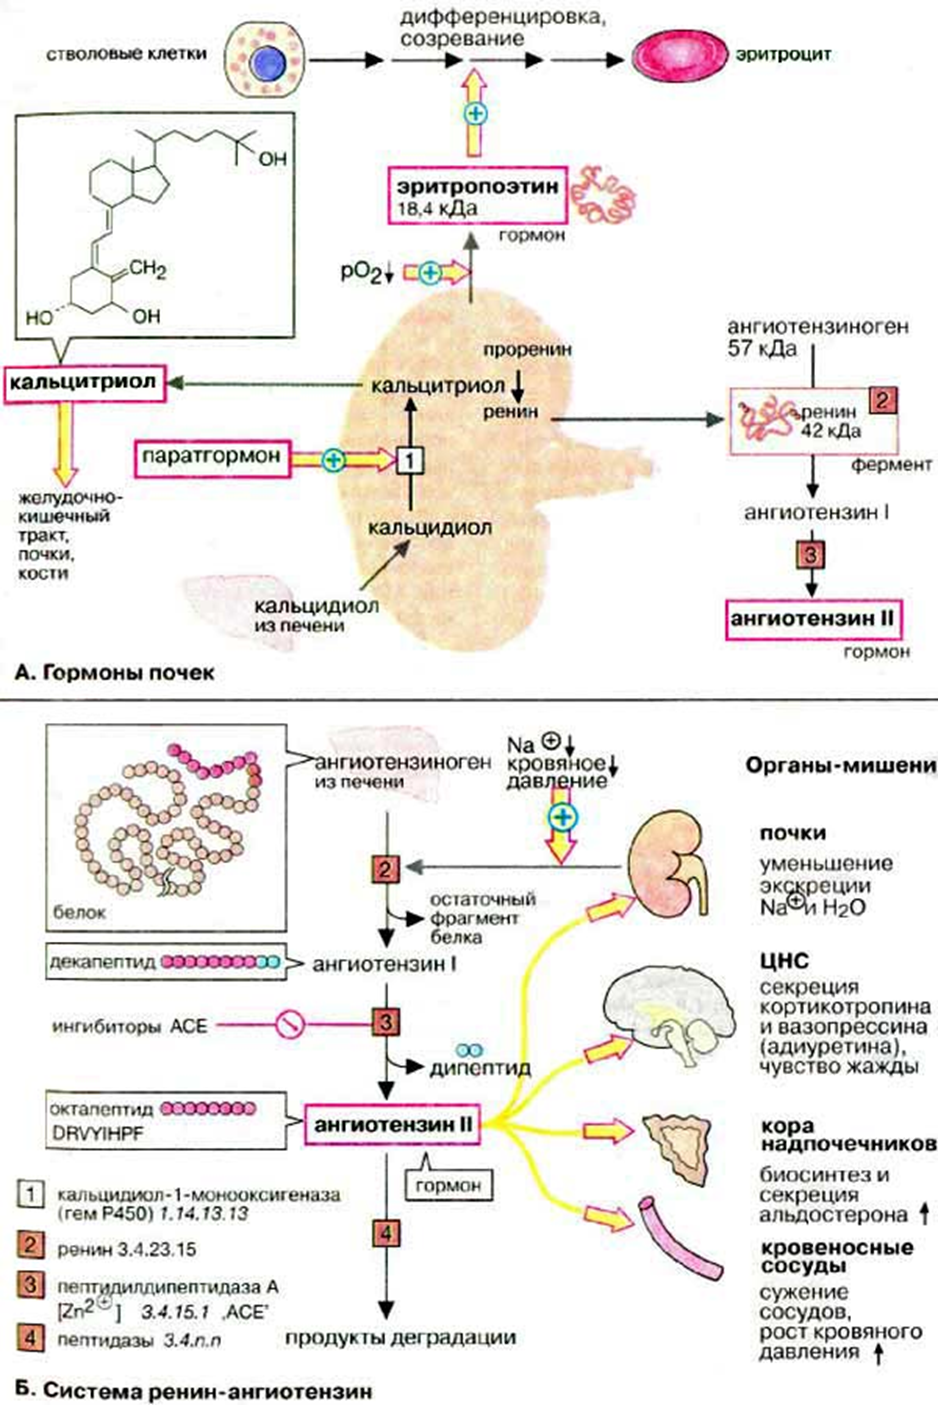 дифференцировка,
созревание
стволовые клетки
эритроцит
OH
эритропоэтин
18,4 кДа
гормон
pO₂↓
CH₂
HO
OH
ангиотензиноген
57 кДа
проренин
кальцитриол
кальцитриол
ренин
ренин
42 кДа
2
фермент
паратгормон
1
желудочно-
кишечный
тракт,
почки,
кости
ангиотензин I
кальцидиол
3
кальцидиол
из печени
ангиотензин II
гормон
А. Гормоны почек
ангиотензиноген
из печени
Na⊕↓
кровяное↓
давление
Органы-мишени
белок
2
остаточный
фрагмент
белка
почки
уменьшение
экскреции
Na⊕и H₂O
декапептид
ангиотензин I
ЦНС
секреция
кортикотропина
и вазопрессина
(адиуретина),
чувство жажды
ингибиторы ACE
3
дипептид
октапептид
DRVYIHPF
ангиотензин II
гормон
кора
надпочечников
биосинтез и
секреция
альдостерона ↑
1 кальцидиол-1-монооксигеназа
(гем P450) 1.14.13.13
2 ренин 3.4.23.15
3 пептидилдипептидаза А
[Zn²⊕] 3.4.15.1 ‚ACE'
4 пептидазы 3.4.n.n
4
продукты деградации
кровеносные
сосуды
сужение
сосудов,
рост кровяного
давления ↑
Б. Система ренин-ангиотензин